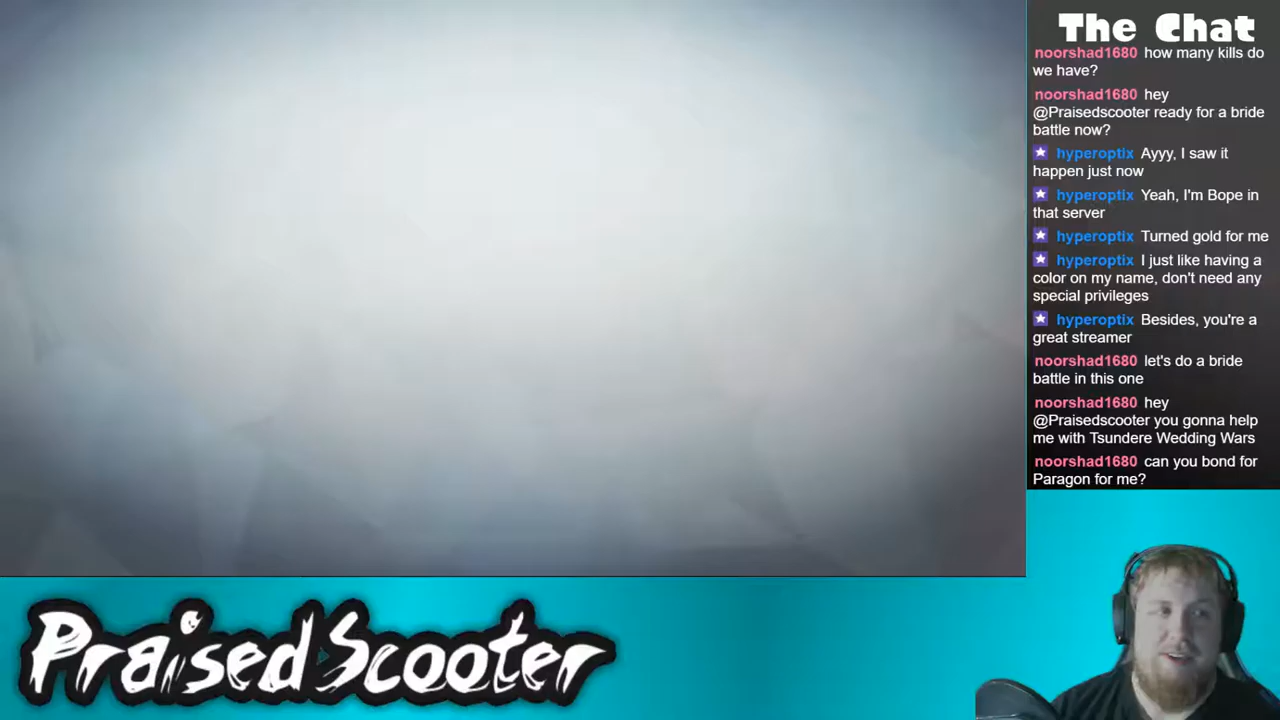 The Chat
noorshad1680 how many kills do
we have?
noorshad1680 hey
@Praisedscooter ready for a bride
battle now?
hyperoptix Ayyy, I saw it
happen just now
hyperoptix Yeah, I'm Bope in
that server
hyperoptix Turned gold for me
hyperoptix I just like having a
color on my name, don't need any
special privileges
hyperoptix Besides, you're a
great streamer
noorshad1680 let's do a bride
battle in this one
noorshad1680 hey
@Praisedscooter you gonna help
me with Tsundere Wedding Wars
noorshad1680 can you bond for
Paragon for me?
Praised Scooter